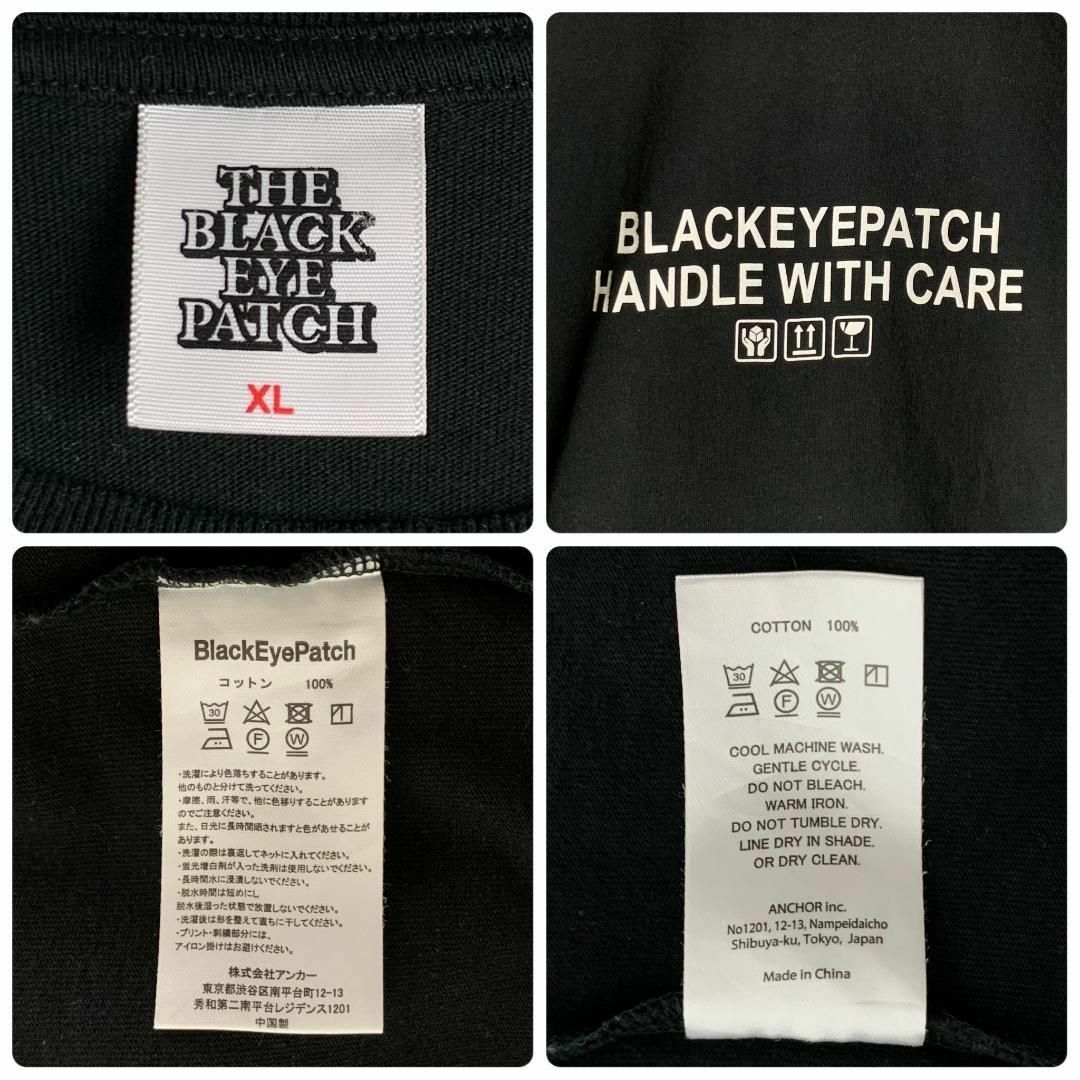 THE
BLACK
EYE
PATCH
XL
BLACKEYEPATCH
HANDLE WITH CARE
BlackEyePatch
コットン 100%
30
F W
・洗濯により色落ちすることがあります。
他のものと分けて洗ってください。
・摩擦、雨、汗等で、他に色移りすることがあります
のでご注意ください。
また、日光に長時間晒されますと色があせることが
あります。
・洗濯の際は裏返してネットに入れてください。
・蛍光増白剤が入った洗剤は使用しないでください。
・長時間水に浸漬しないでください。
・脱水時間は短めにし
脱水後湿った状態で放置しないでください。
・洗濯後は形を整えて直ちに干してください。
・プリント・刺繍部分には、
アイロン掛けはお避けください。
株式会社アンカー
東京都渋谷区南平台町12-13
秀和第二南平台レジデンス1201
中国製
COTTON 100%
30
F W
COOL MACHINE WASH.
GENTLE CYCLE.
DO NOT BLEACH.
WARM IRON.
DO NOT TUMBLE DRY.
LINE DRY IN SHADE.
OR DRY CLEAN.
ANCHOR inc.
No1201, 12-13, Nampeidaicho
Shibuya-ku, Tokyo, Japan
Made in China